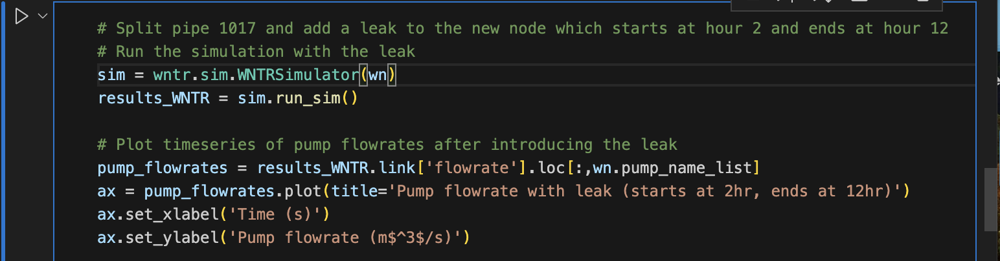 # Split pipe 1017 and add a leak to the new node which starts at hour 2 and ends at hour 12
# Run the simulation with the leak
sim = wntr.sim.WNTRSimulator(wn)
results_WNTR = sim.run_sim()
# Plot timeseries of pump flowrates after introducing the leak
pump_flowrates = results_WNTR.link['flowrate'].loc[:,wn.pump_name_list]
ax = pump_flowrates.plot(title='Pump flowrate with leak (starts at 2hr, ends at 12hr)')
ax.set_xlabel('Time (s)')
ax.set_ylabel('Pump flowrate (m$^3$/s)')